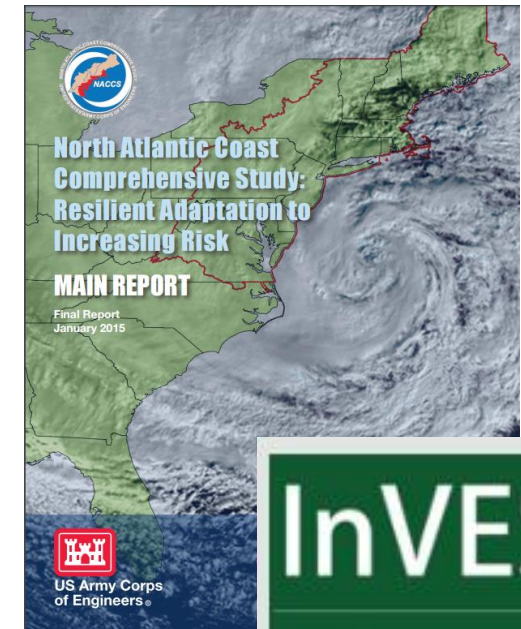 NACCS
North Atlantic Coast
Comprehensive Study:
Resilient Adaptation to
Increasing Risk
MAIN REPORT
Final Report
January 2015
US Army Corps
of Engineers®
InVE